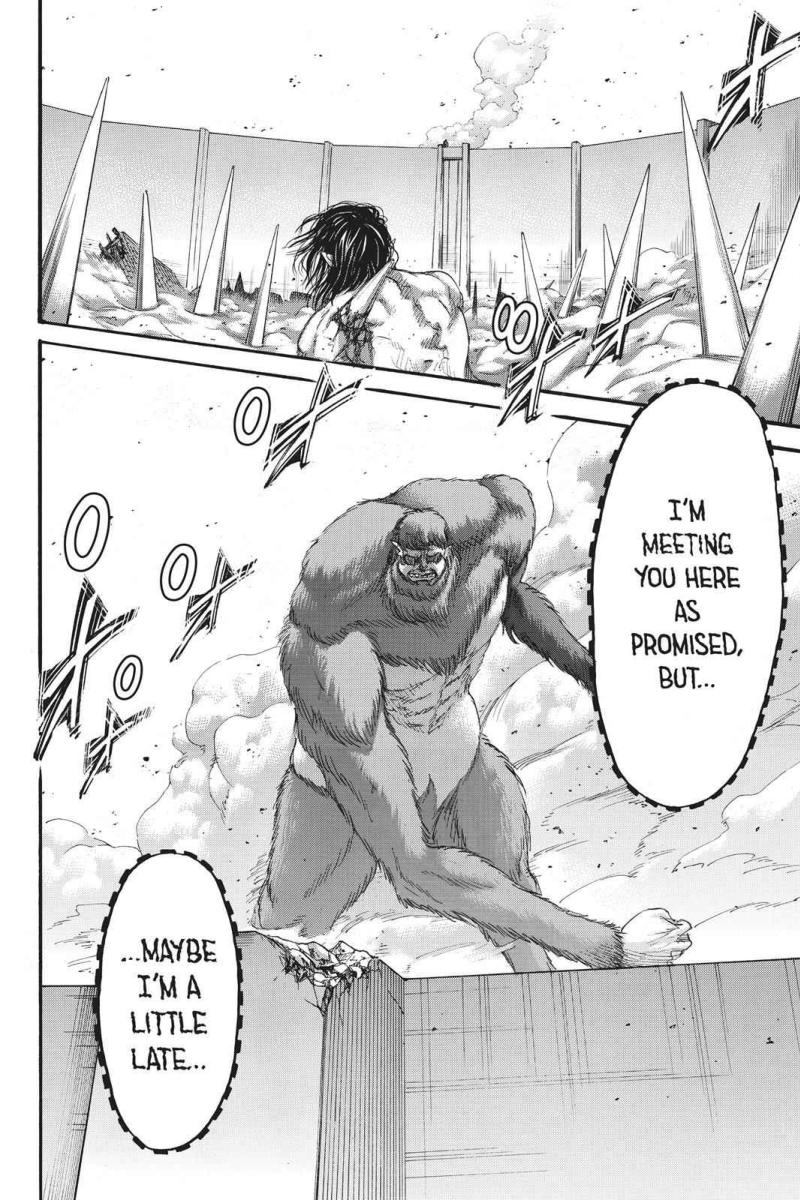 I'M
MEETING
YOU HERE
AS
PROMISED,
BUT...
...MAYBE
I'M A
LITTLE
LATE...